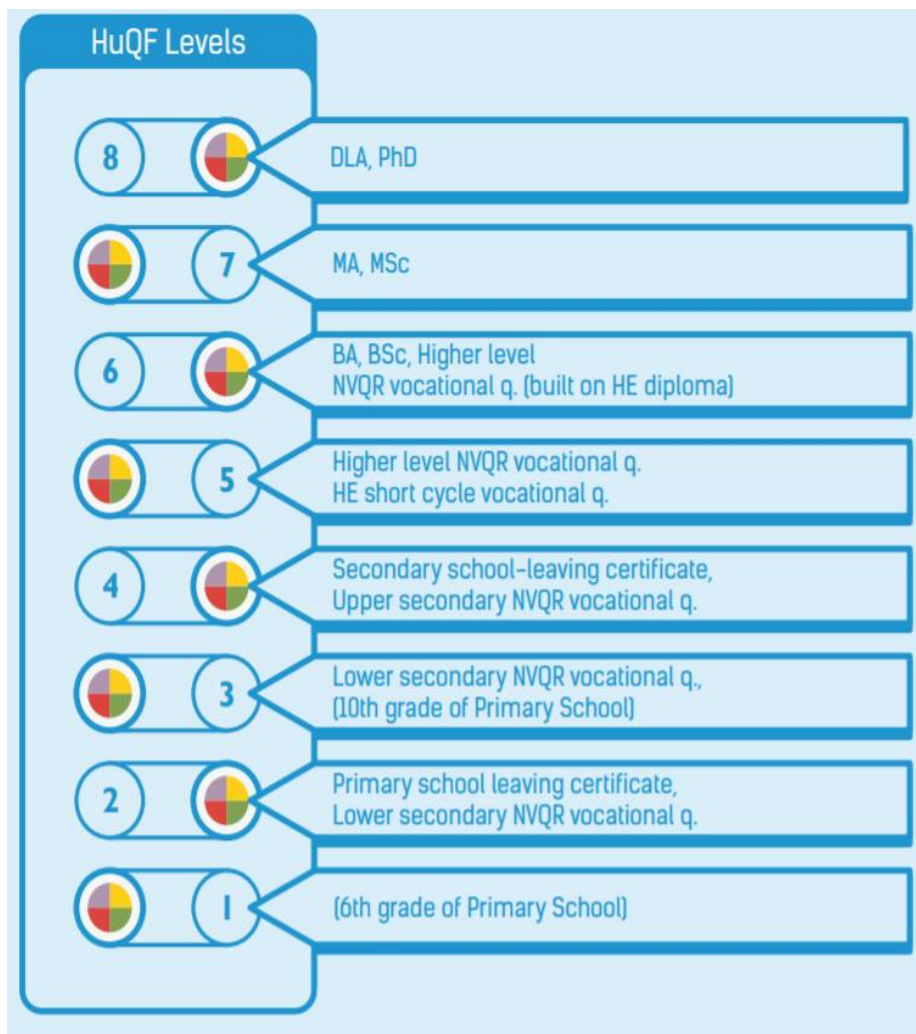 HuQF Levels
8
DLA, PhD
7
MA, MSc
6
BA, BSc, Higher level
NVQR vocational q. (built on HE diploma)
5
Higher level NVQR vocational q.
HE short cycle vocational q.
4
Secondary school-leaving certificate,
Upper secondary NVQR vocational q.
3
Lower secondary NVQR vocational q.,
(10th grade of Primary School)
2
Primary school leaving certificate,
Lower secondary NVQR vocational q.
1
(6th grade of Primary School)